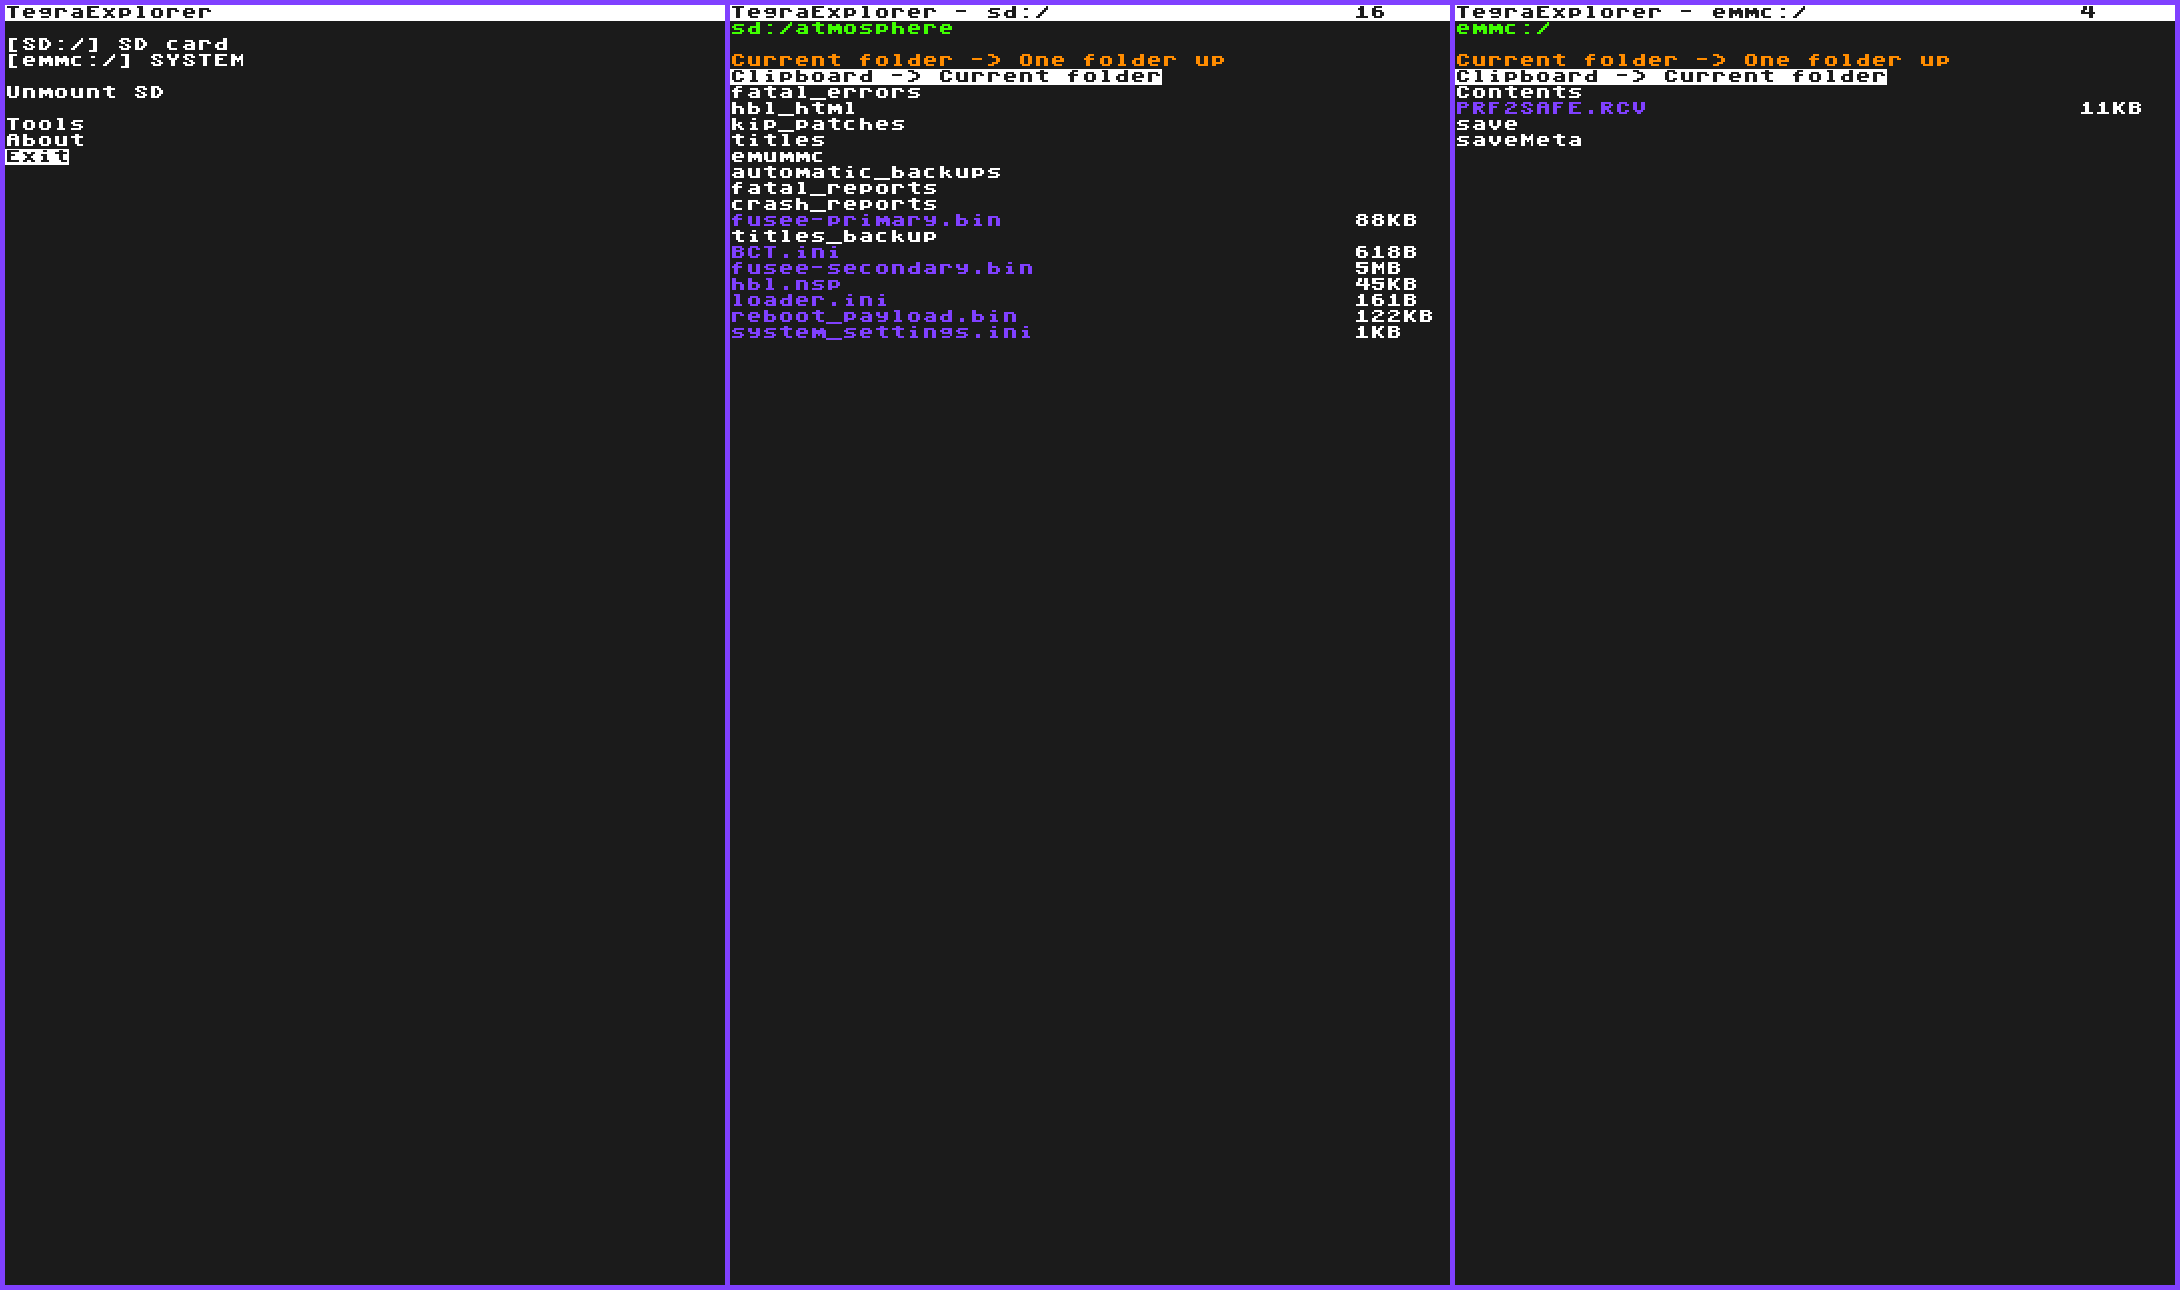 TegraExplorer
[SD:/] SD card
[emmc:/] SYSTEM
Unmount SD
Tools
About
Exit
TegraExplorer - sd:/ 16
sd:/atmosphere
Current folder -> One folder up
Clipboard -> Current folder
fatal_errors
hbl_html
kip_patches
titles
emummc
automatic_backups
fatal_reports
crash_reports
fusee-primary.bin 88KB
titles_backup
BCT.ini 618B
fusee-secondary.bin 5MB
hbl.nsp 45KB
loader.ini 161B
reboot_payload.bin 122KB
system_settings.ini 1KB
TegraExplorer - emmc:/ 4
emmc:/
Current folder -> One folder up
Clipboard -> Current folder
Contents
PRF2SAFE.RCV 11KB
save
saveMeta